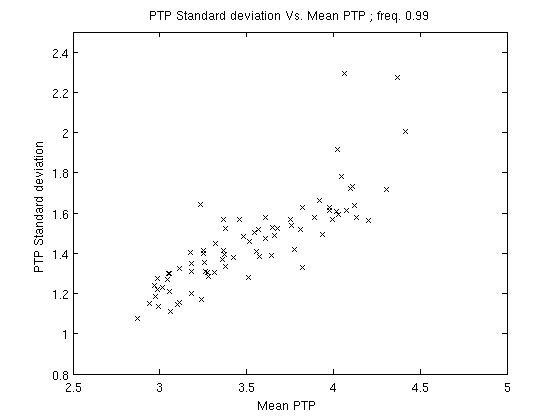 PTP Standard deviation Vs. Mean PTP ; freq. 0.99
2.4
2.2
2
1.8
1.6
1.4
1.2
1
0.8
PTP Standard deviation
2.5 3 3.5 4 4.5 5
Mean PTP